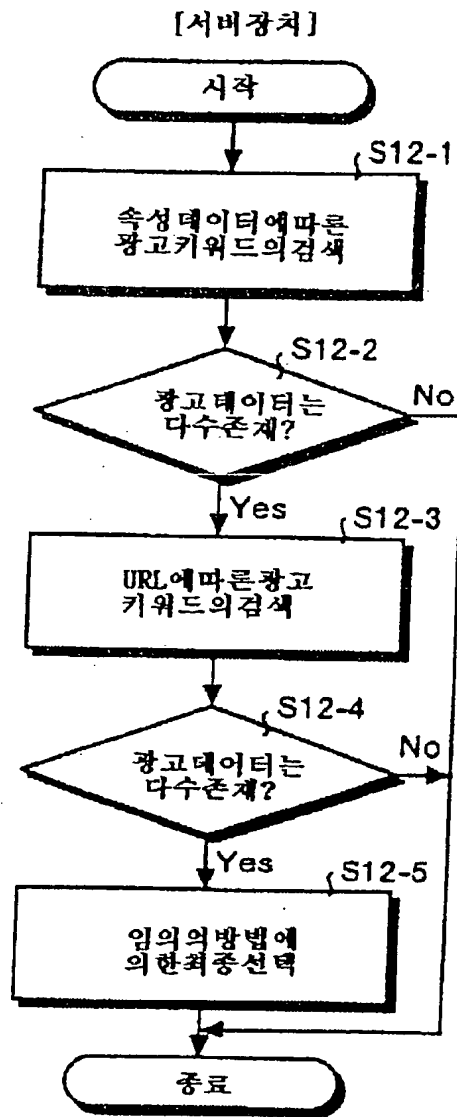 [서버장치]
시작
S12-1
속성데이터에따른
광고키워드의검색
S12-2
광고데이터는
다수존재?
No
Yes
S12-3
URL에따른광고
키워드의검색
S12-4
광고데이터는
다수존재?
No
Yes
S12-5
임의의방법에
의한최종선택
종료